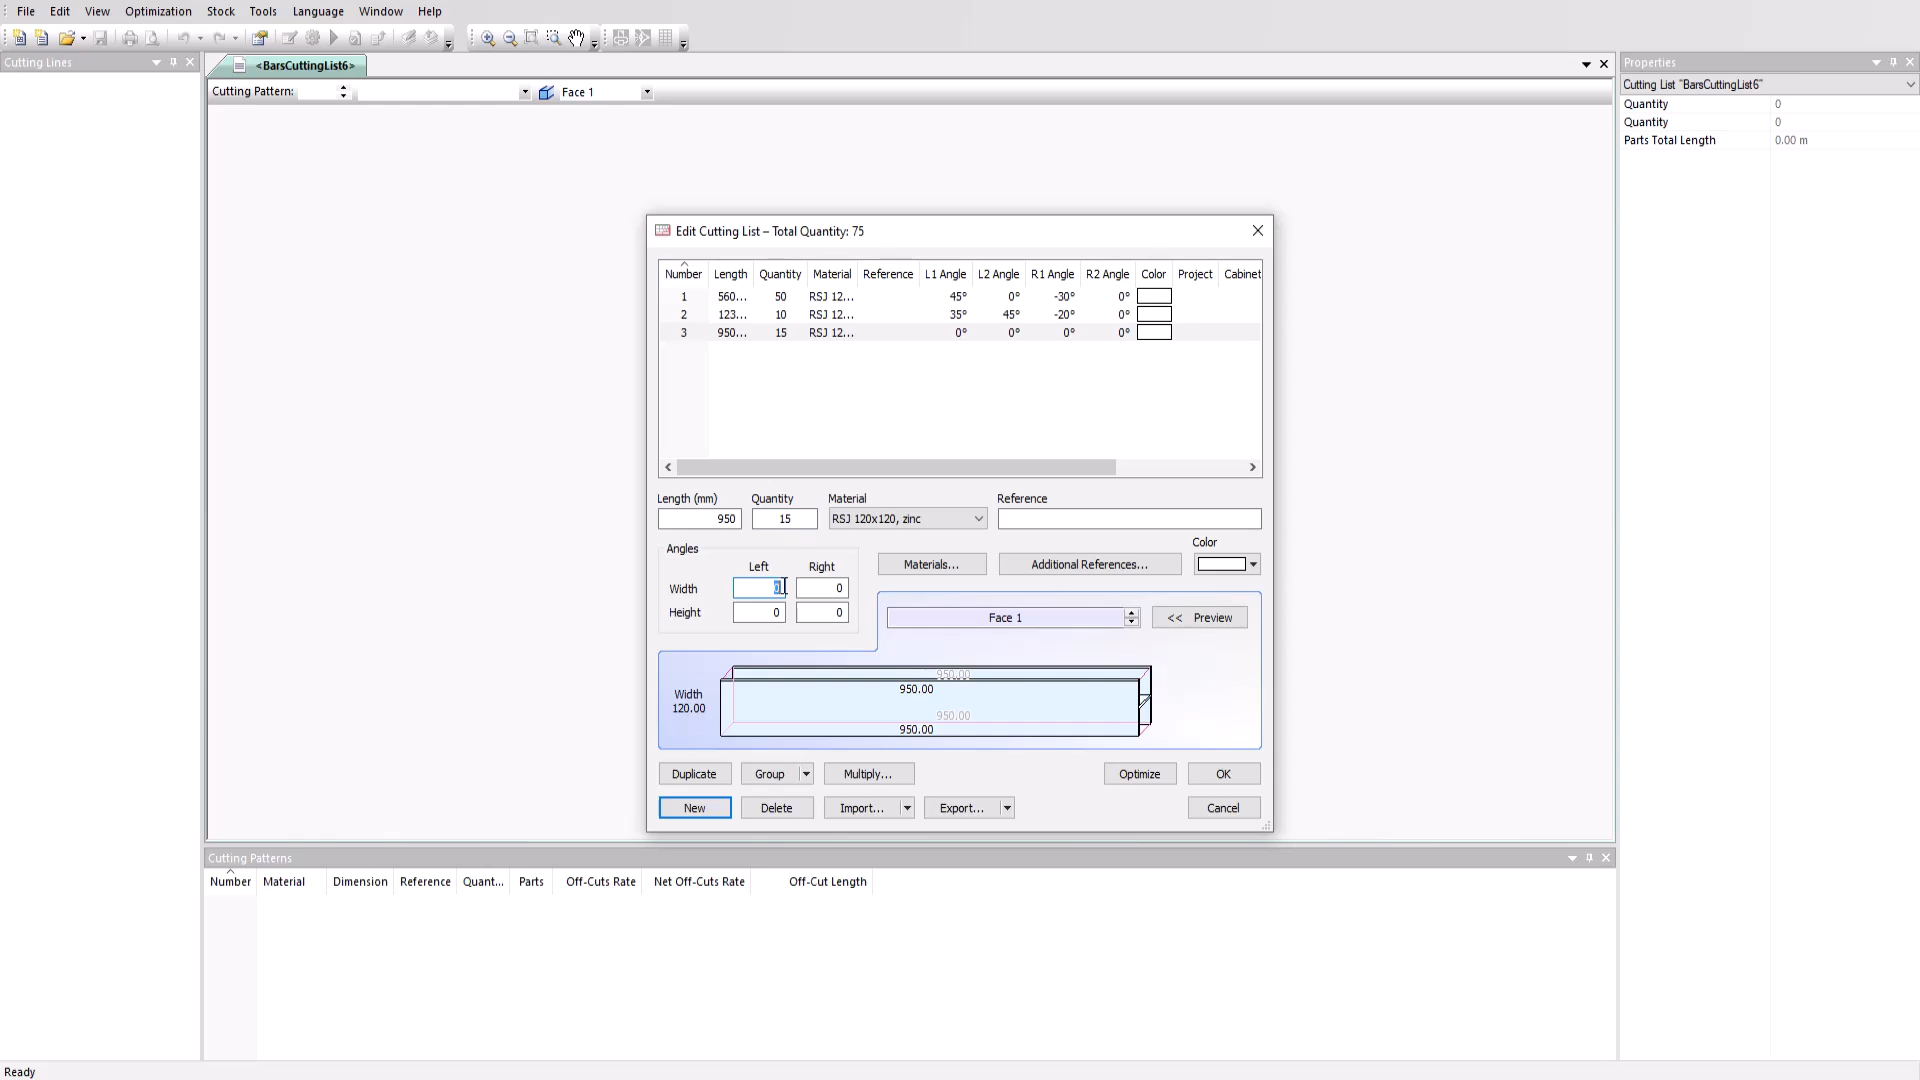 File Edit View Optimization Stock Tools Language Window Help
Cutting Lines
<BarsCuttingList6>
Properties
Cutting Pattern: Face 1
Cutting List "BarsCuttingList6"
Quantity 0
Quantity 0
Parts Total Length 0.00 m
Edit Cutting List – Total Quantity: 75
Number Length Quantity Material Reference L1 Angle L2 Angle R1 Angle R2 Angle Color Project Cabinet
1 560... 50 RSJ 12... 45° 0° -30° 0°
2 123... 10 RSJ 12... 35° 45° -20° 0°
3 950... 15 RSJ 12... 0° 0° 0° 0°
Length (mm) Quantity Material Reference
950 15 RSJ 120x120, zinc
Angles Color
Left Right Materials... Additional References...
Width 0 0
Height 0 0
Face 1 << Preview
950.00
950.00
Width
120.00
950.00
950.00
Duplicate Group Multiply... Optimize OK
New Delete Import... Export... Cancel
Cutting Patterns
Number Material Dimension Reference Quant... Parts Off-Cuts Rate Net Off-Cuts Rate Off-Cut Length
Ready